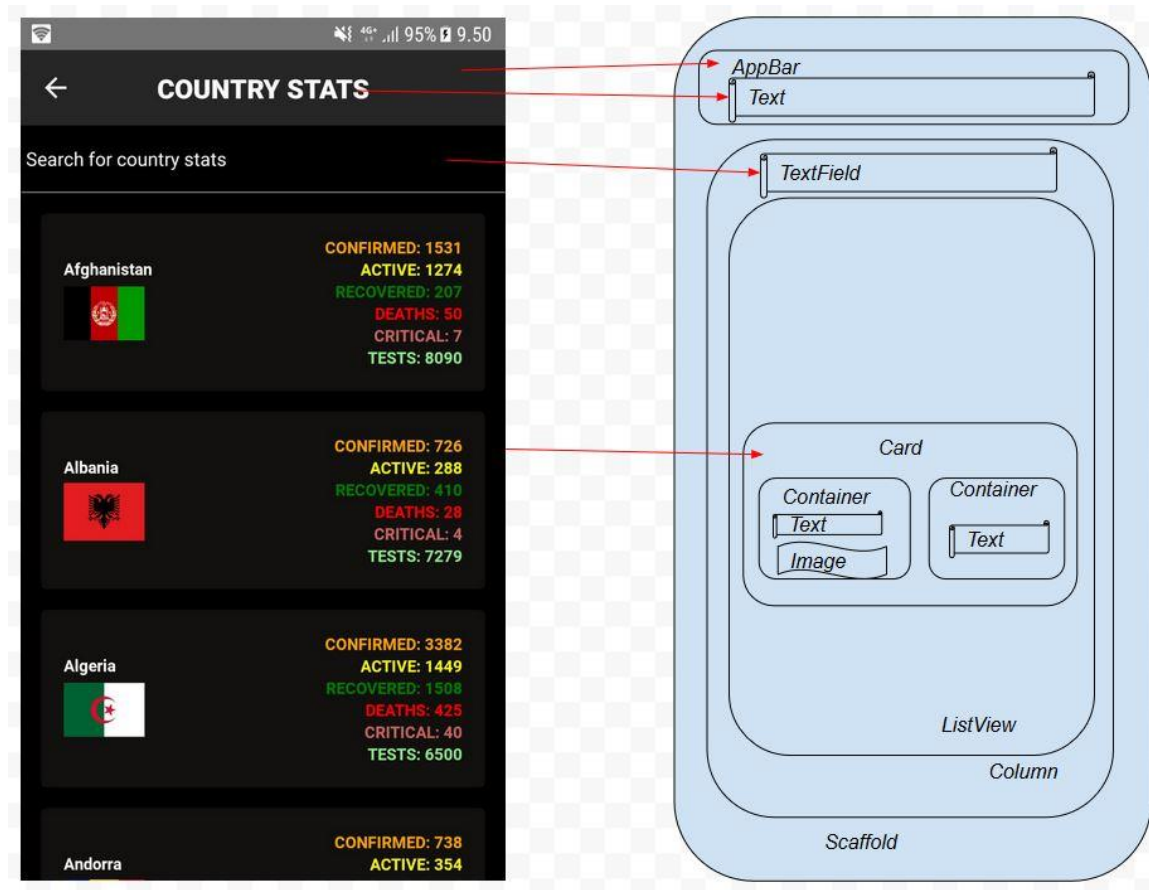 4G+ 95% 9.50
COUNTRY STATS
Search for country stats
Afghanistan
CONFIRMED: 1531
ACTIVE: 1274
RECOVERED: 207
DEATHS: 50
CRITICAL: 7
TESTS: 8090
Albania
CONFIRMED: 726
ACTIVE: 288
RECOVERED: 410
DEATHS: 28
CRITICAL: 4
TESTS: 7279
Algeria
CONFIRMED: 3382
ACTIVE: 1449
RECOVERED: 1508
DEATHS: 425
CRITICAL: 40
TESTS: 6500
Andorra
CONFIRMED: 738
ACTIVE: 354
AppBar
Text
TextField
Card
Container
Text
Image
Container
Text
ListView
Column
Scaffold